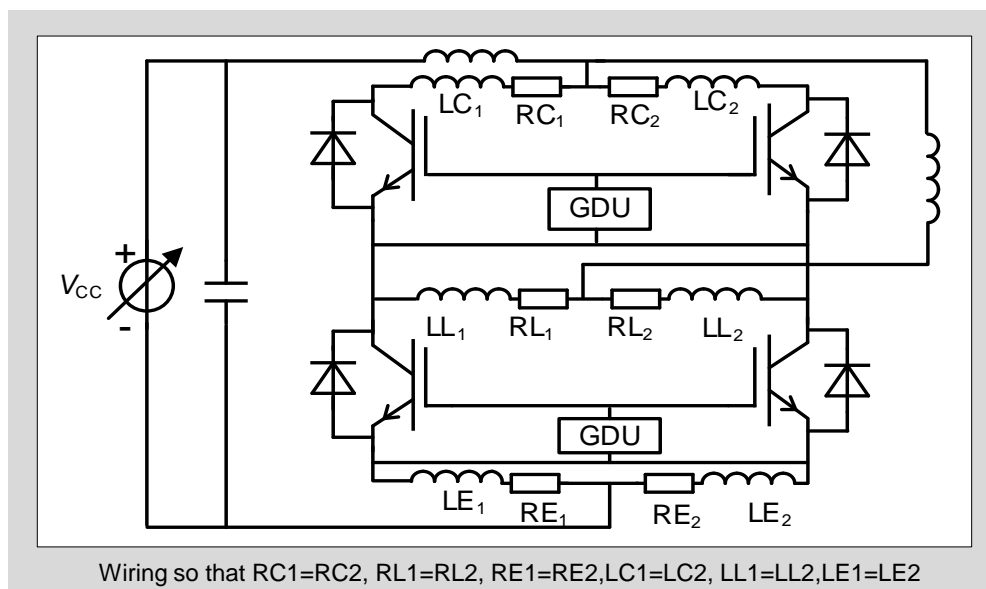 LC₁ RC₁ RC₂ LC₂
GDU
+
VCC
-
LL₁ RL₁ RL₂ LL₂
GDU
LE₁ RE₁ RE₂ LE₂
Wiring so that RC1=RC2, RL1=RL2, RE1=RE2,LC1=LC2, LL1=LL2,LE1=LE2